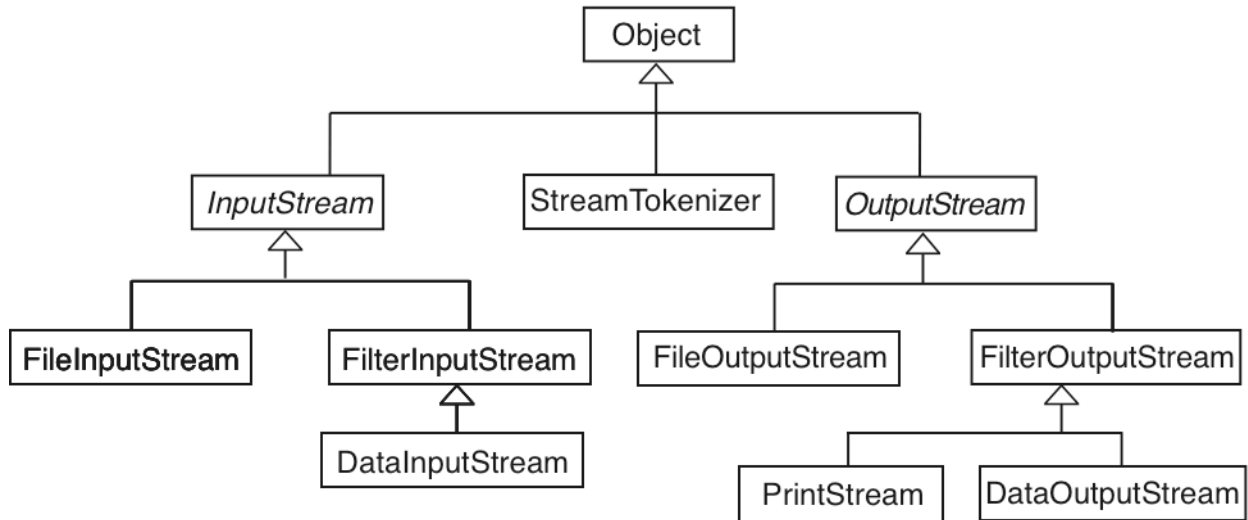 Object
InputStream
StreamTokenizer
OutputStream
FileInputStream
FilterInputStream
FileOutputStream
FilterOutputStream
DataInputStream
PrintStream
DataOutputStream